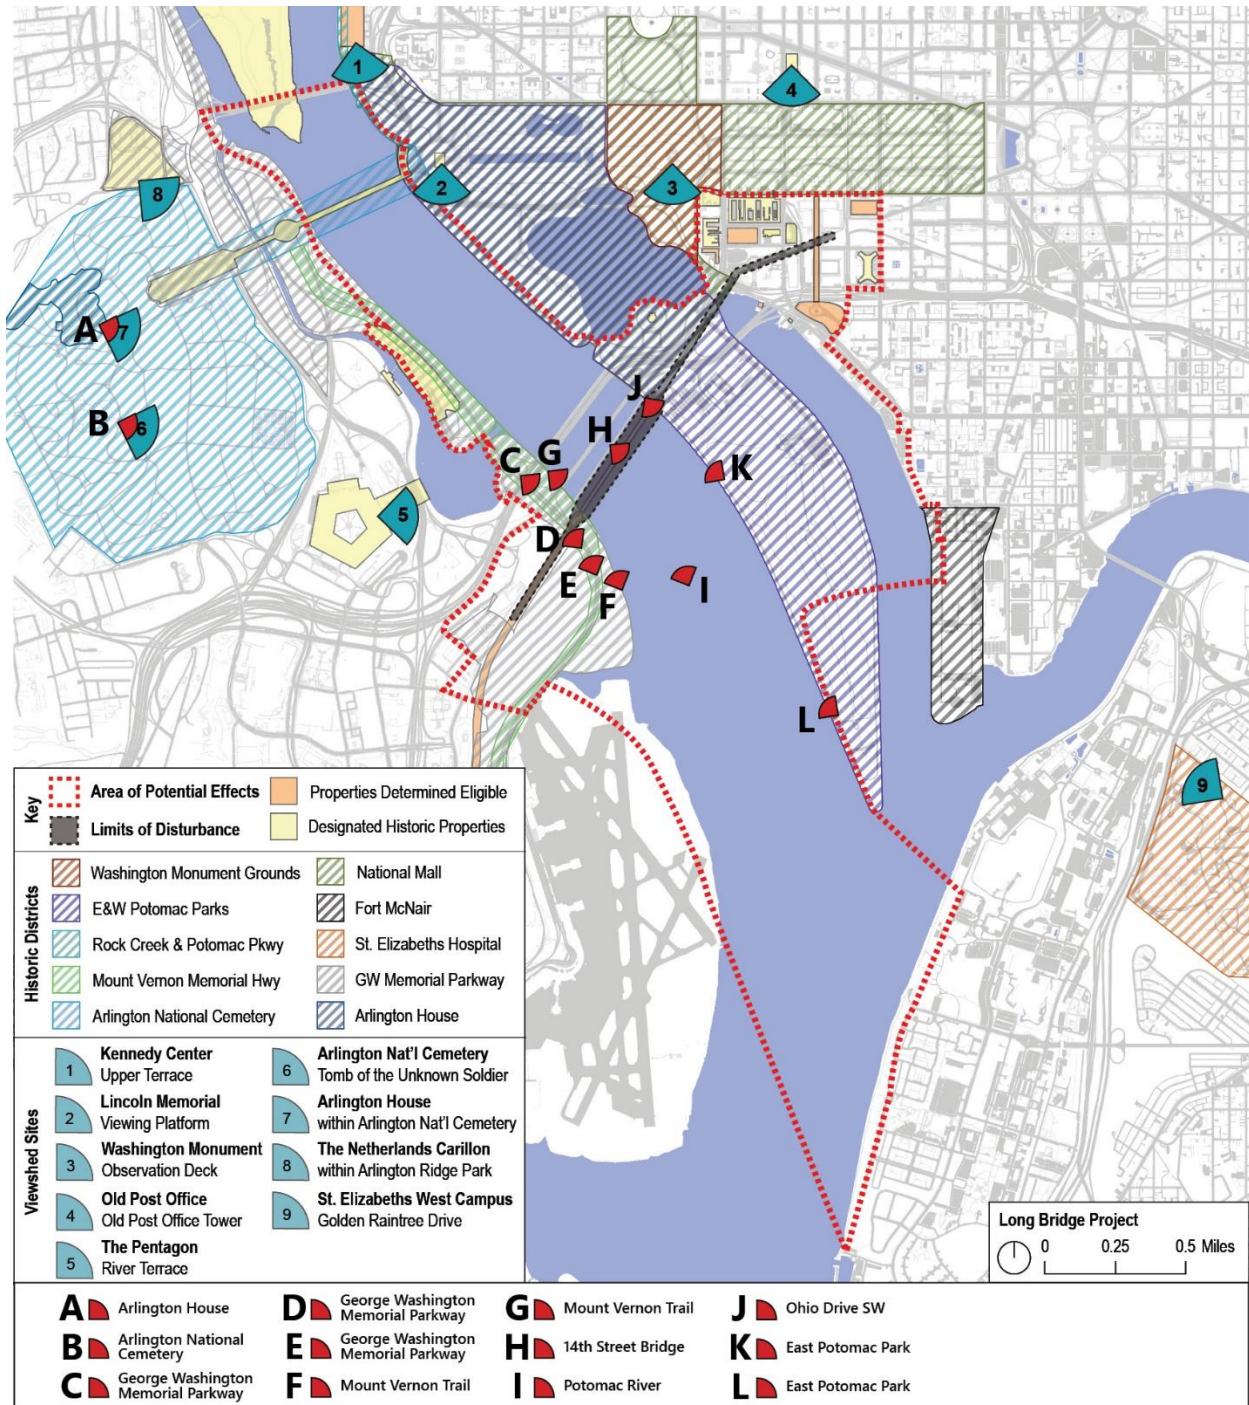 1
4
2
3
8
A
7
B
6
J
H
G
C
K
5
D
E
F
I
L
9
Key
Area of Potential Effects
Properties Determined Eligible
Limits of Disturbance
Designated Historic Properties
Historic Districts
Washington Monument Grounds
National Mall
E&W Potomac Parks
Fort McNair
Rock Creek & Potomac Pkwy
St. Elizabeths Hospital
Mount Vernon Memorial Hwy
GW Memorial Parkway
Arlington National Cemetery
Arlington House
Viewshed Sites
1 Kennedy Center
Upper Terrace
2 Lincoln Memorial
Viewing Platform
3 Washington Monument
Observation Deck
4 Old Post Office
Old Post Office Tower
5 The Pentagon
River Terrace
6 Arlington Nat'l Cemetery
Tomb of the Unknown Soldier
7 Arlington House
within Arlington Nat'l Cemetery
8 The Netherlands Carillon
within Arlington Ridge Park
9 St. Elizabeths West Campus
Golden Raintree Drive
Long Bridge Project
0 0.25 0.5 Miles
A Arlington House
B Arlington National
Cemetery
C George Washington
Memorial Parkway
D George Washington
Memorial Parkway
E George Washington
Memorial Parkway
F Mount Vernon Trail
G Mount Vernon Trail
H 14th Street Bridge
I Potomac River
J Ohio Drive SW
K East Potomac Park
L East Potomac Park